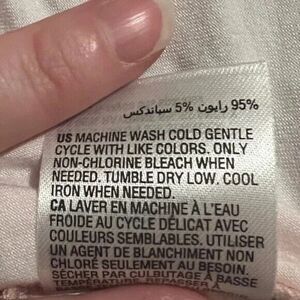 95% رايون 5% سباندكس
US MACHINE WASH COLD GENTLE
CYCLE WITH LIKE COLORS. ONLY
NON-CHLORINE BLEACH WHEN
NEEDED. TUMBLE DRY LOW. COOL
IRON WHEN NEEDED.
CA LAVER EN MACHINE À L'EAU
FROIDE AU CYCLE DÉLICAT AVEC
COULEURS SEMBLABLES. UTILISER
UN AGENT DE BLANCHIMENT NON
CHLORÉ SEULEMENT AU BESOIN.
SÉCHER PAR CULBUTAGE À BASSE
TEMPÉRATURE. REPASSER À